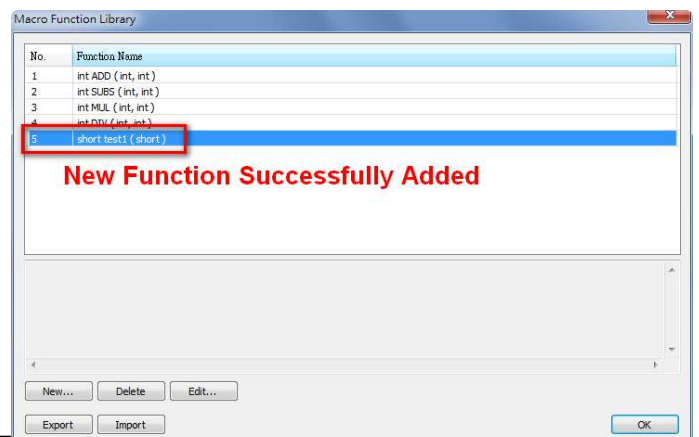 Macro Function Library
No. Function Name
1 int ADD ( int, int )
2 int SUBS ( int, int )
3 int MUL ( int, int )
4 int DIV ( int, int )
5 short test1 ( short )
New Function Successfully Added
New... Delete Edit...
Export Import OK